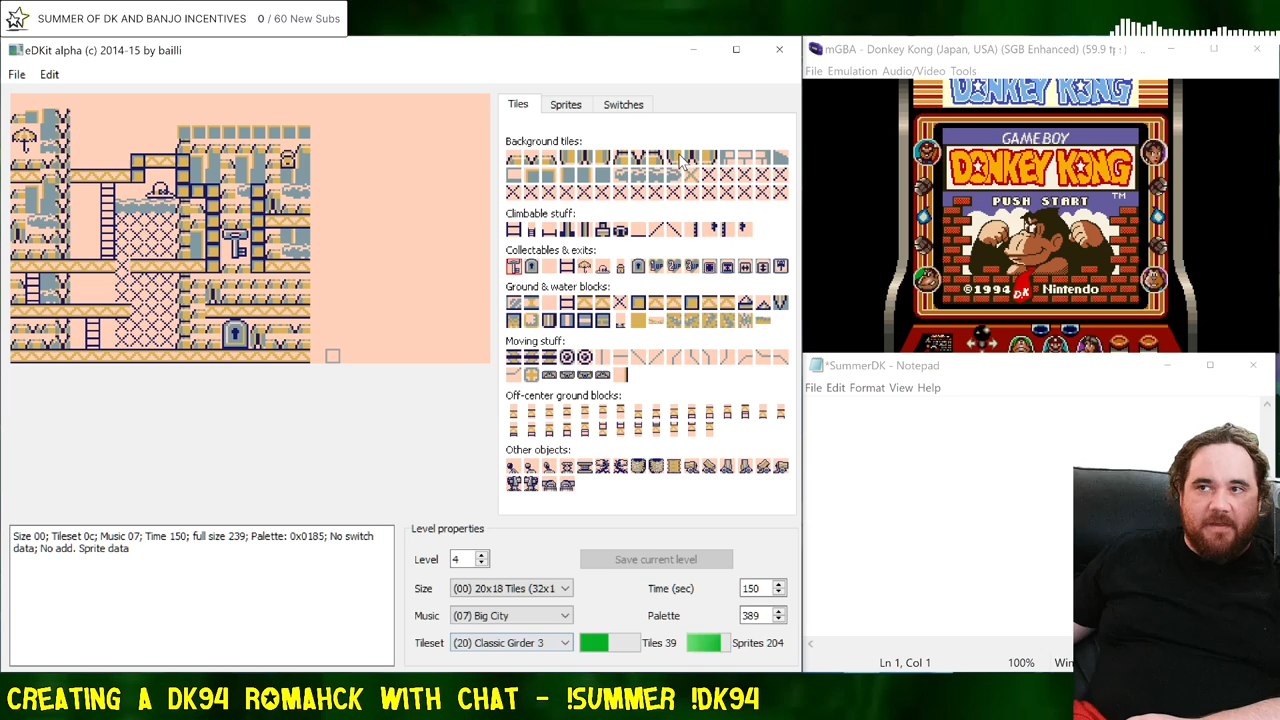 SUMMER OF DK AND BANJO INCENTIVES 0 / 60 New Subs
eDKit alpha (c) 2014-15 by bailli
File Edit
Tiles Sprites Switches
Background tiles:
Climbable stuff:
Collectables & exits:
Ground & water blocks:
Moving stuff:
Off-center ground blocks:
Other objects:
Size 00; Tileset 0c; Music 07; Time 150; full size 239; Palette: 0x0185; No switch
data; No add. Sprite data
Level properties
Level 4 Save current level
Size (00) 20x18 Tiles (32x1 Time (sec) 150
Music (07) Big City Palette 389
Tileset (20) Classic Girder 3 Tiles 39 Sprites 204
mGBA - Donkey Kong (Japan, USA) (SGB Enhanced) (59.9 
File Emulation Audio/Video Tools
DONKEY KONG
GAME BOY
DONKEY KONG
TM
PUSH START
DK
©1994 Nintendo
*SummerDK - Notepad
File Edit Format View Help
Ln 1, Col 1 100% Win
CREATING A DK94 ROMAHCK WITH CHAT - !SUMMER !DK94